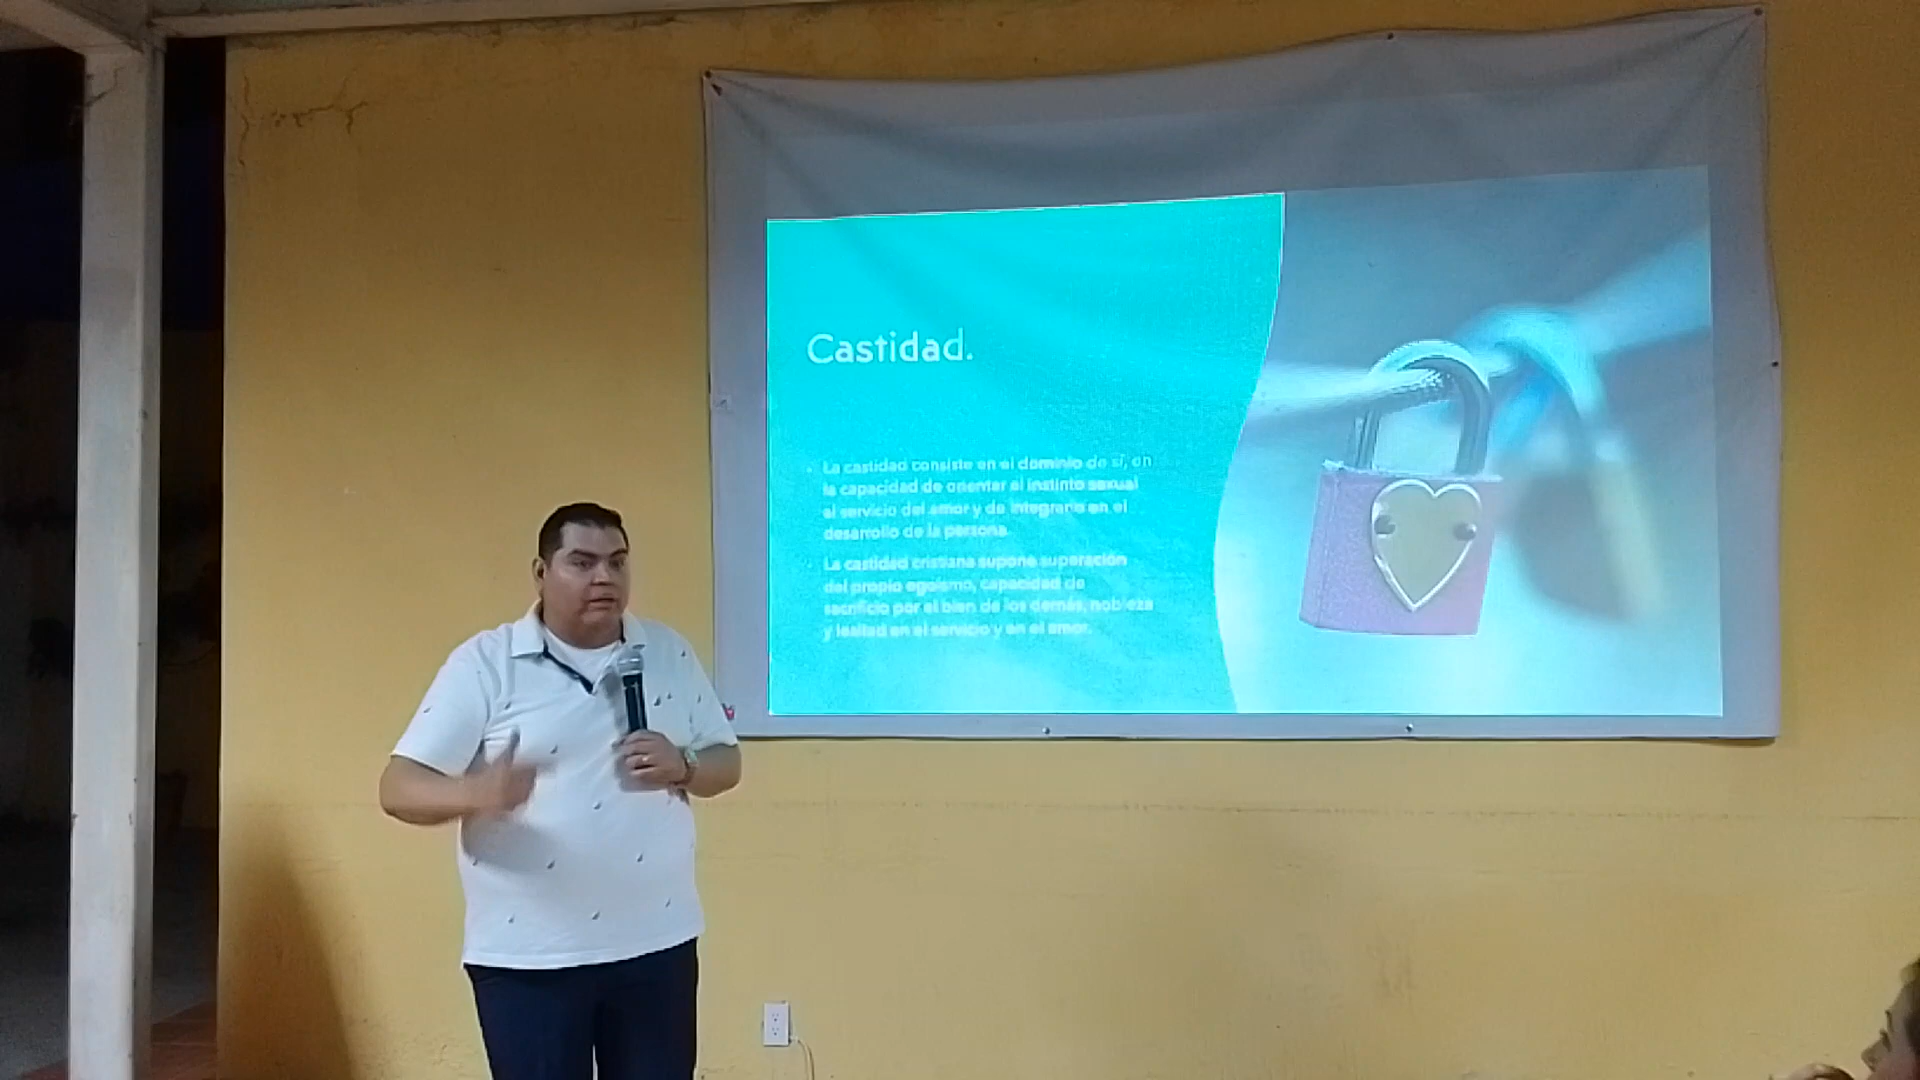 Castidad.
La castidad consiste en el dominio de sí, en
la capacidad de orientar el instinto sexual
al servicio del amor y de integrarlo en el
desarrollo de la persona.
La castidad cristiana supone superación
del propio egoísmo, capacidad de
sacrificio por el bien de los demás, nobleza
y lealtad en el servicio y en el amor.